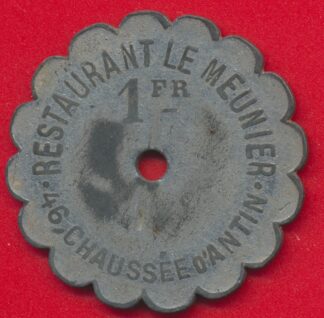 RESTAURANT LE MEUNIER
1 FR
46, CHAUSSÉE D'ANTIN